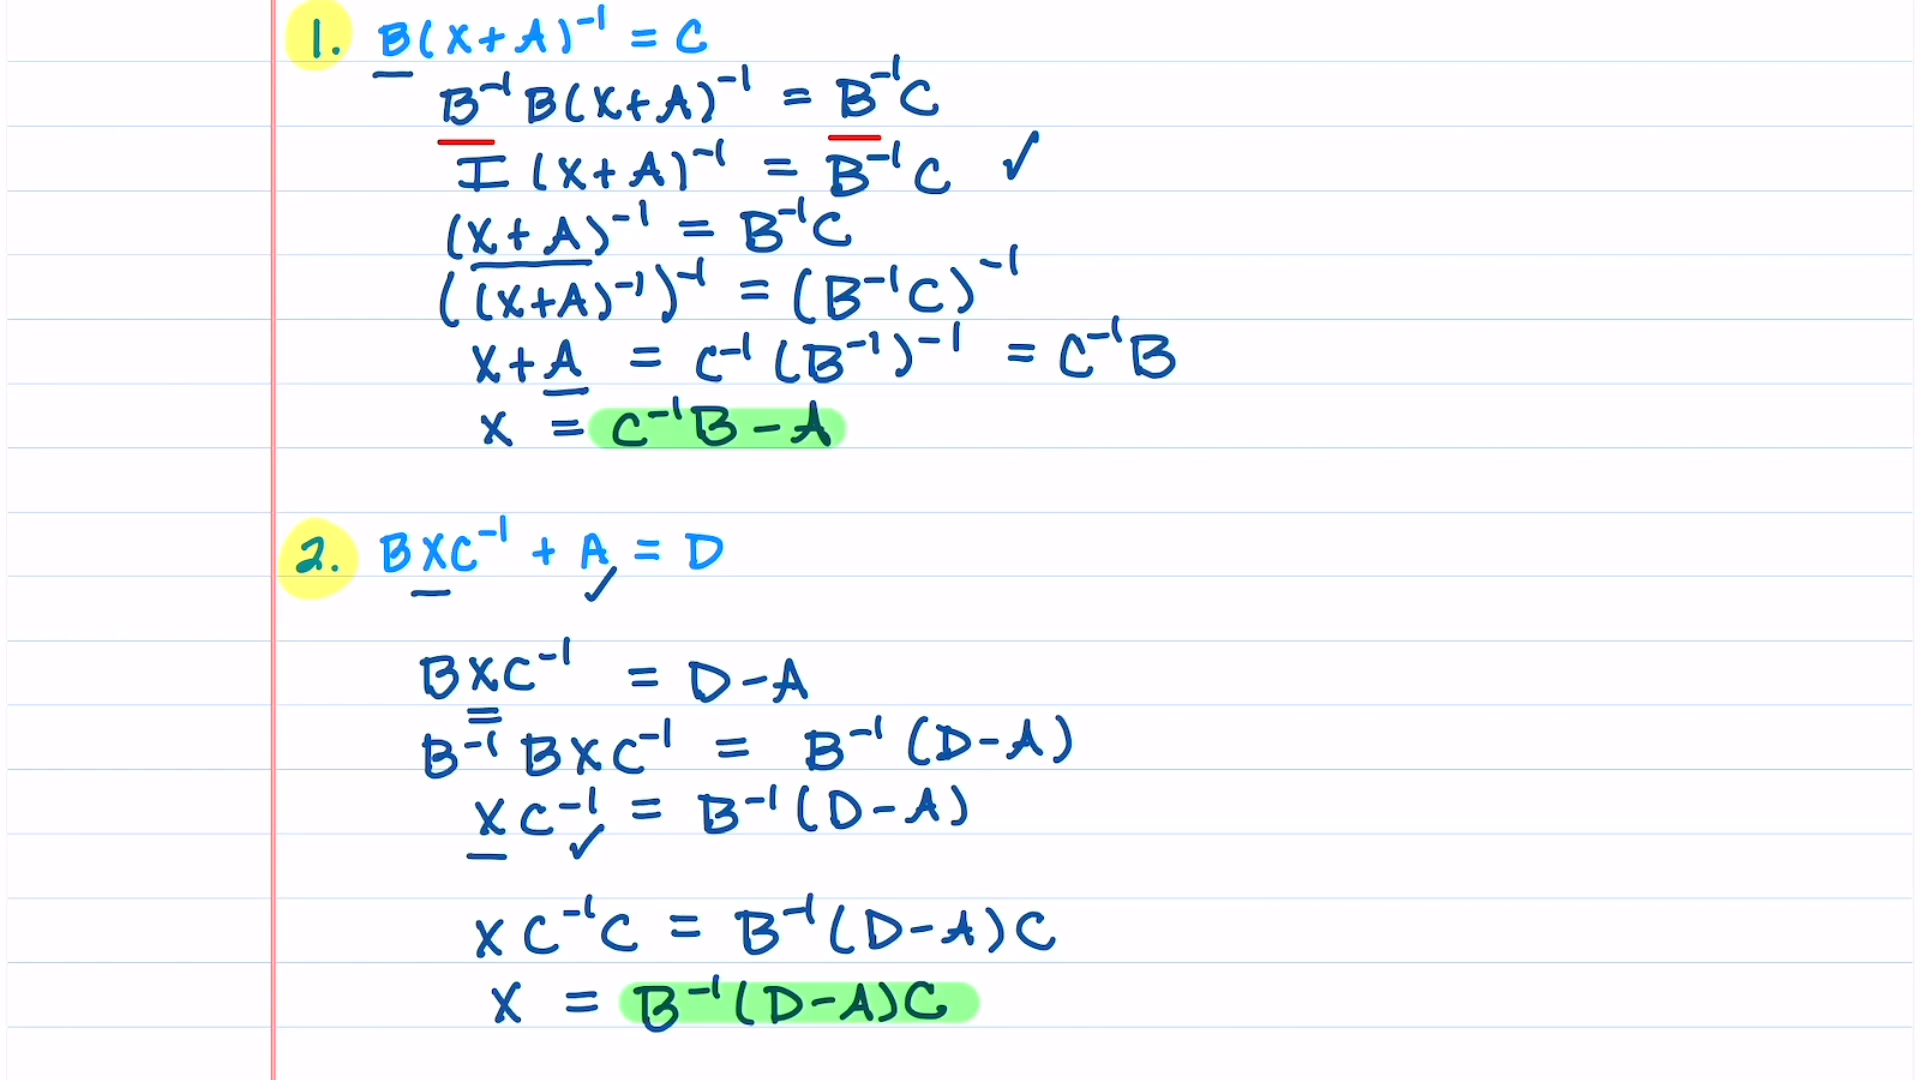 1. B(X+A)⁻¹ = C
B⁻¹B(X+A)⁻¹ = B⁻¹C
I(X+A)⁻¹ = B⁻¹C ✓
(X+A)⁻¹ = B⁻¹C
((X+A)⁻¹)⁻¹ = (B⁻¹C)⁻¹
X+A = C⁻¹(B⁻¹)⁻¹ = C⁻¹B
X = C⁻¹B-A
2. BXC⁻¹ + A = D
BXC⁻¹ = D-A
B⁻¹BXC⁻¹ = B⁻¹(D-A)
XC⁻¹ = B⁻¹(D-A)
XC⁻¹C = B⁻¹(D-A)C
X = B⁻¹(D-A)C